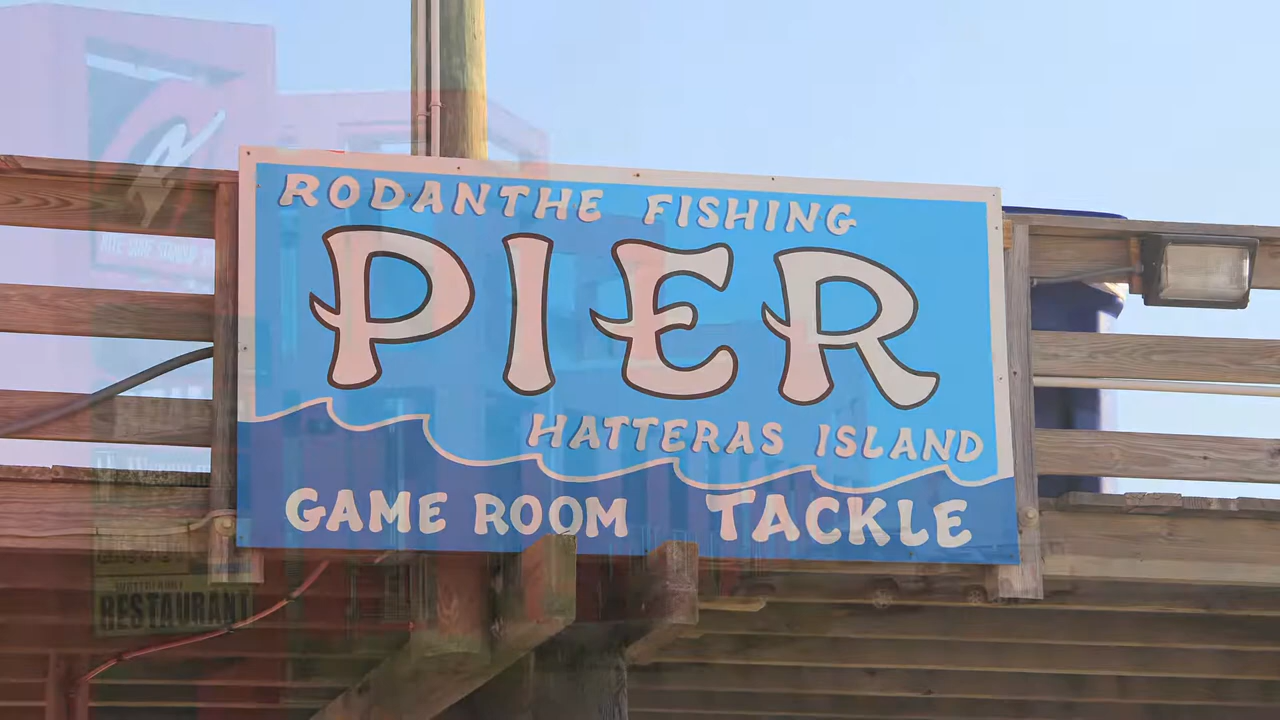 RODANTHE FISHING
PIER
HATTERAS ISLAND
GAME ROOM TACKLE
RESTAURANT